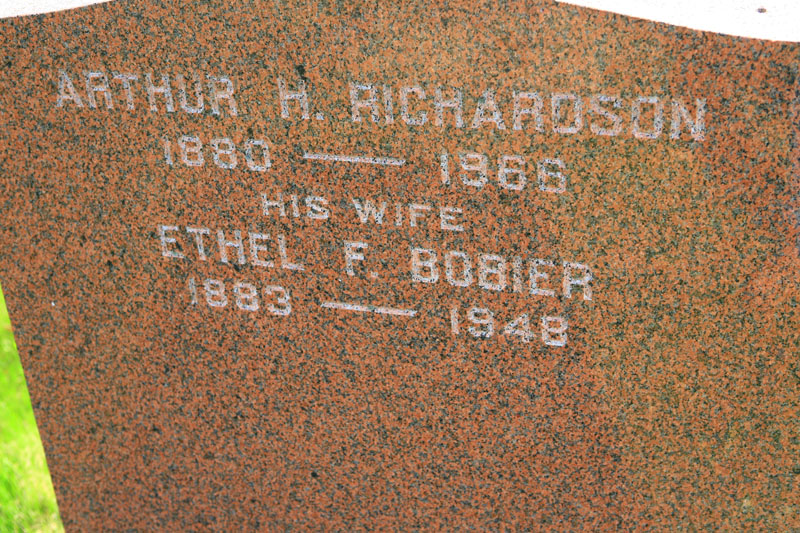 ARTHUR H. RICHARDSON
1880 — 1966
HIS WIFE
ETHEL F. BOBIER
1883 — 1948